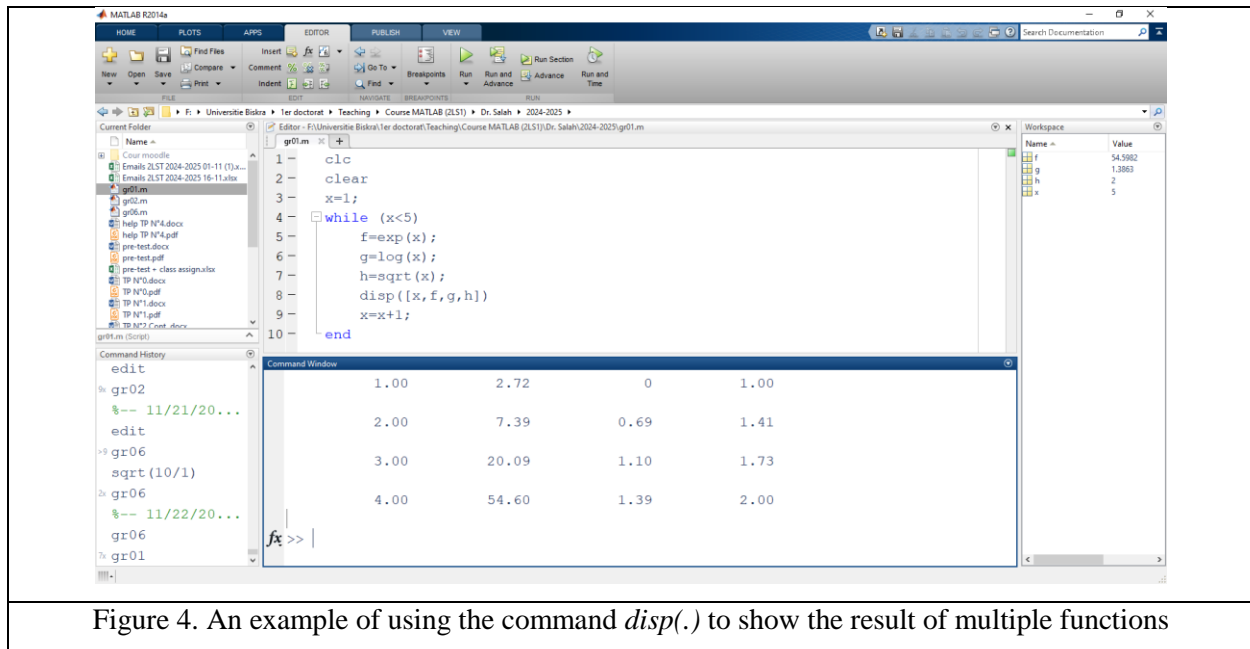 MATLAB R2014a
HOME PLOTS APPS EDITOR PUBLISH VIEW Search Documentation
New Open Save Find Files Compare Print
Insert fx Comment Indent
Go To Find
Breakpoints Run Run and Advance Run Section Advance Run and Time
FILE EDIT NAVIGATE BREAKPOINTS RUN
F: Universitie Biskra 1er doctorat Teaching Course MATLAB (2LS1) Dr. Salah 2024-2025
Current Folder
Name
Cour moodle
Emails 2LST 2024-2025 01-11 (1).x...
Emails 2LST 2024-2025 16-11.xlsx
gr01.m
gr02.m
gr06.m
help TP N°4.docx
help TP N°4.pdf
pre-test.docx
pre-test.pdf
pre-test + class assign.xlsx
TP N°0.docx
TP N°0.pdf
TP N°1.docx
TP N°1.pdf
TP N°2 Cont .docx
gr01.m (Script)
Command History
edit
9x gr02
%-- 11/21/20...
edit
>9 gr06
sqrt(10/1)
2x gr06
%-- 11/22/20...
gr06
7x gr01
Editor - F:\Universitie Biskra\1er doctorat\Teaching\Course MATLAB (2LS1)\Dr. Salah\2024-2025\gr01.m
gr01.m
1 - clc
2 - clear
3 - x=1;
4 - while (x<5)
5 - f=exp(x);
6 - g=log(x);
7 - h=sqrt(x);
8 - disp([x,f,g,h])
9 - x=x+1;
10 - end
Command Window
1.00 2.72 0 1.00
2.00 7.39 0.69 1.41
3.00 20.09 1.10 1.73
4.00 54.60 1.39 2.00
fx >>
Workspace
Name Value
f 54.5982
g 1.3863
h 2
x 5
Figure 4. An example of using the command disp(.) to show the result of multiple functions